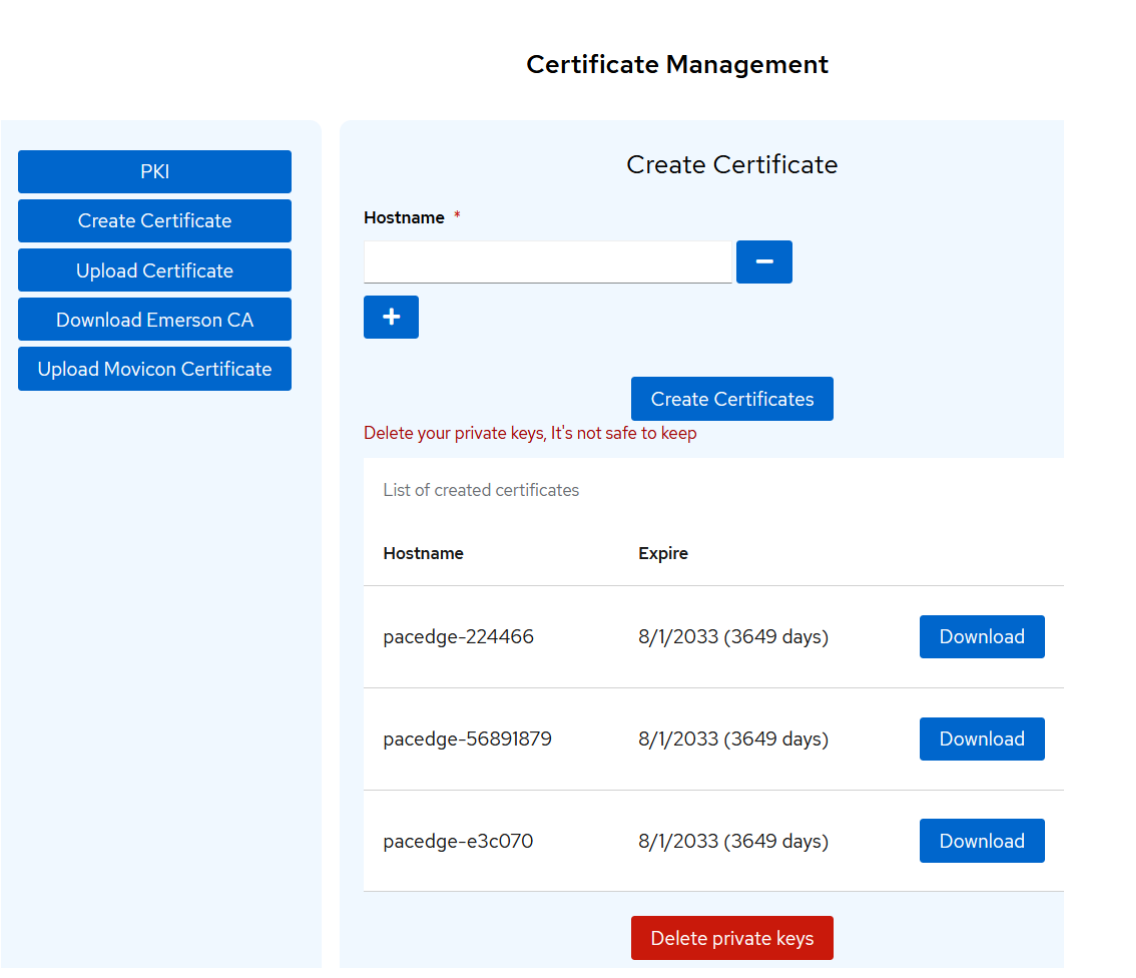 Certificate Management
PKI
Create Certificate
Upload Certificate
Download Emerson CA
Upload Movicon Certificate
Create Certificate
Hostname *
Create Certificates
Delete your private keys, It's not safe to keep
List of created certificates
Hostname Expire
pacedge-224466 8/1/2033 (3649 days) Download
pacedge-56891879 8/1/2033 (3649 days) Download
pacedge-e3c070 8/1/2033 (3649 days) Download
Delete private keys